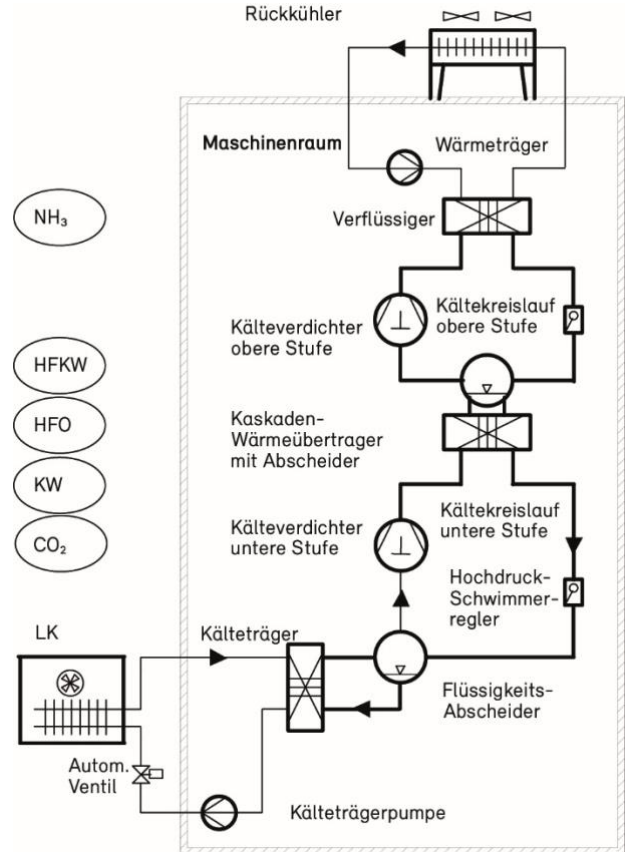 Rückkühler
Maschinenraum
Wärmeträger
NH₃
Verflüssiger
Kälteverdichter
obere Stufe
Kältekreislauf
obere Stufe
HFKW
HFO
Kaskaden-
Wärmeübertrager
mit Abscheider
KW
CO₂
Kälteverdichter
untere Stufe
Kältekreislauf
untere Stufe
Hochdruck-
Schwimmer-
regler
LK
Kälteträger
Flüssigkeits-
Abscheider
Autom.
Ventil
Kälteträgerpumpe